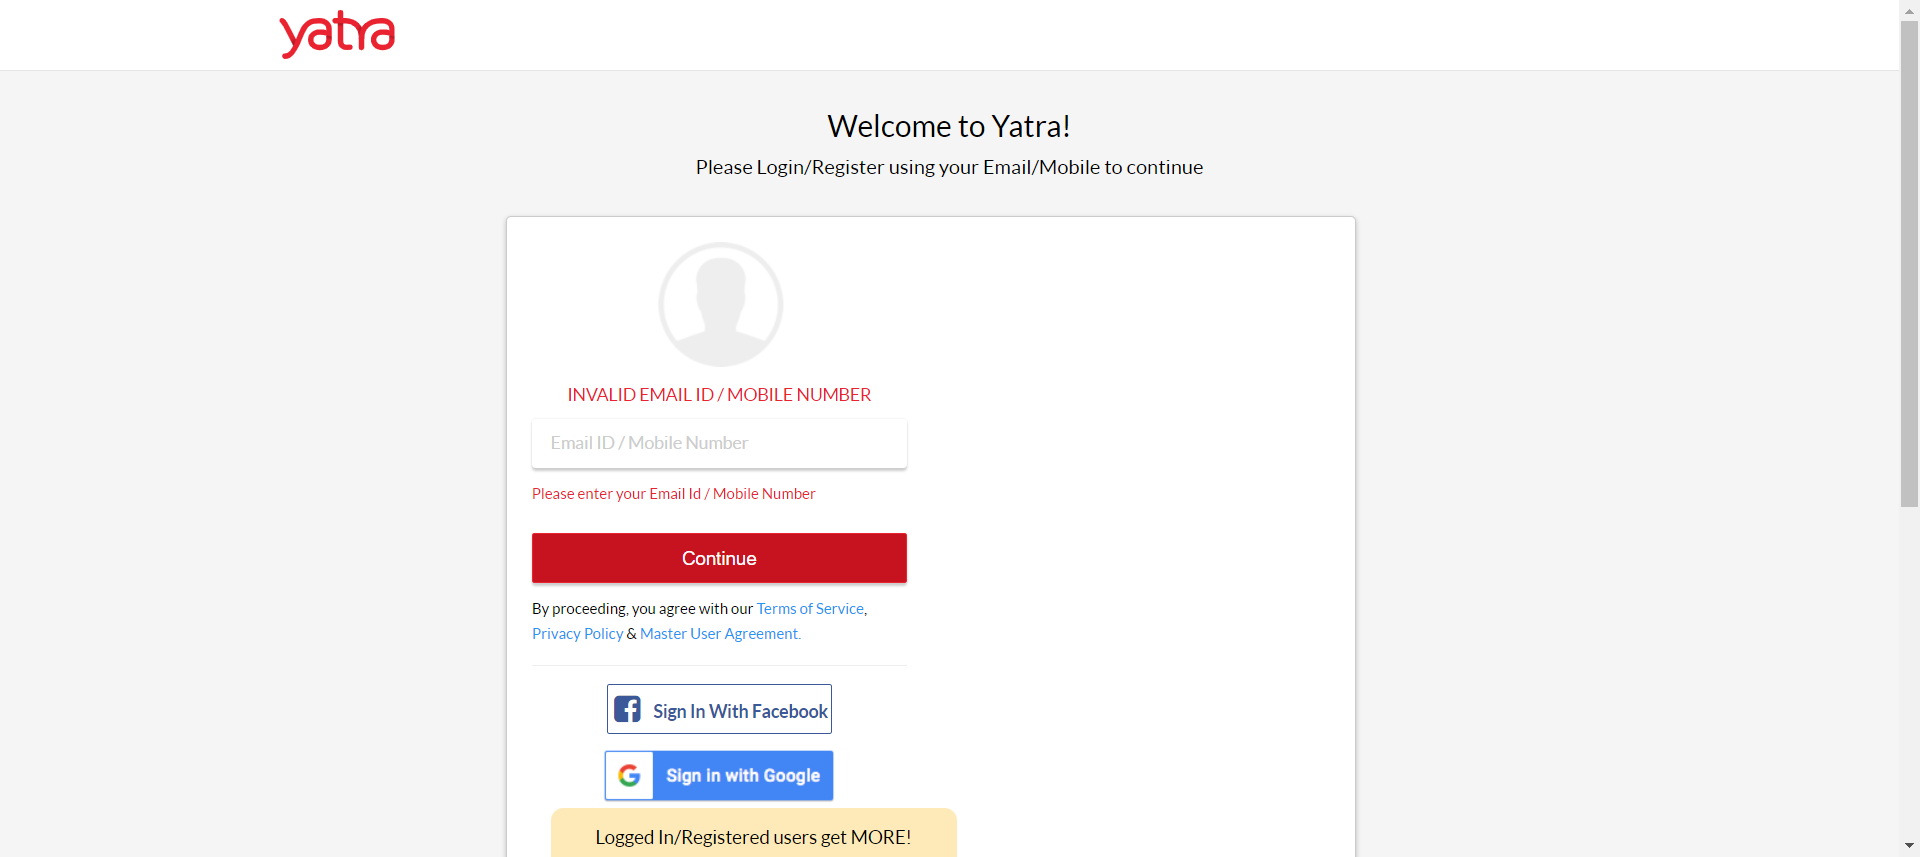 yatra
Welcome to Yatra!
Please Login/Register using your Email/Mobile to continue
INVALID EMAIL ID / MOBILE NUMBER
Email ID / Mobile Number
Please enter your Email Id / Mobile Number
Continue
By proceeding, you agree with our Terms of Service,
Privacy Policy & Master User Agreement.
Sign In With Facebook
Sign in with Google
Logged In/Registered users get MORE!